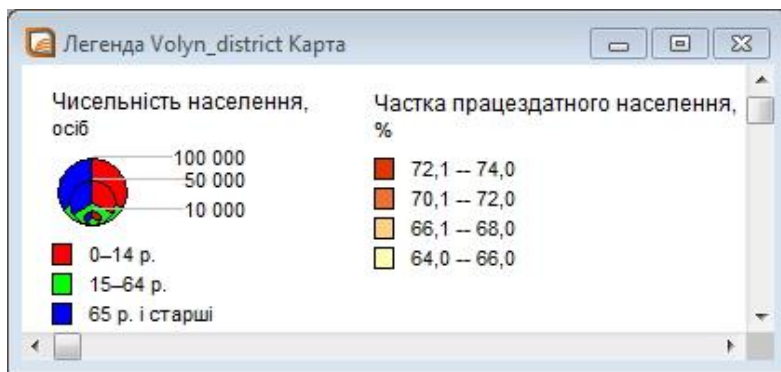 Легенда Volyn_district Карта
Чисельність населення,
осіб
100 000
50 000
10 000
0–14 р.
15–64 р.
65 р. і старші
Частка працездатного населення,
%
72,1 -- 74,0
70,1 -- 72,0
66,1 -- 68,0
64,0 -- 66,0